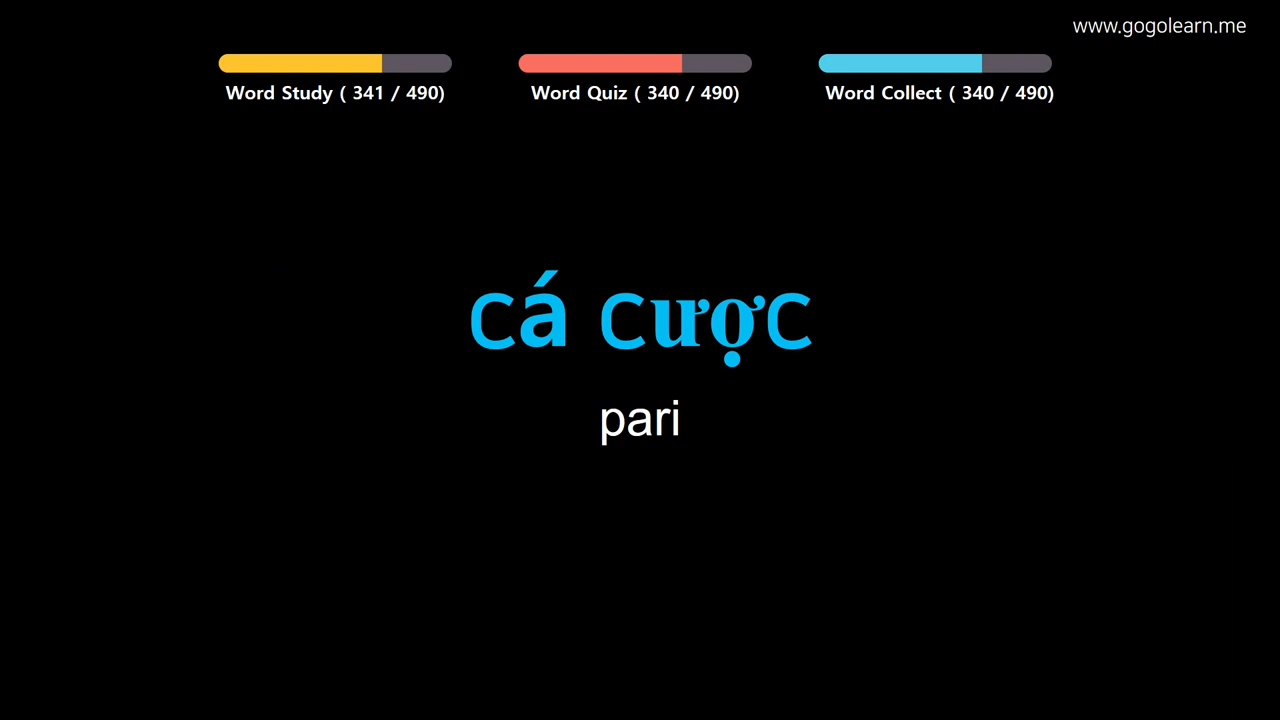 www.gogolearn.me
Word Study ( 341 / 490)
Word Quiz ( 340 / 490)
Word Collect ( 340 / 490)
cá cược
pari